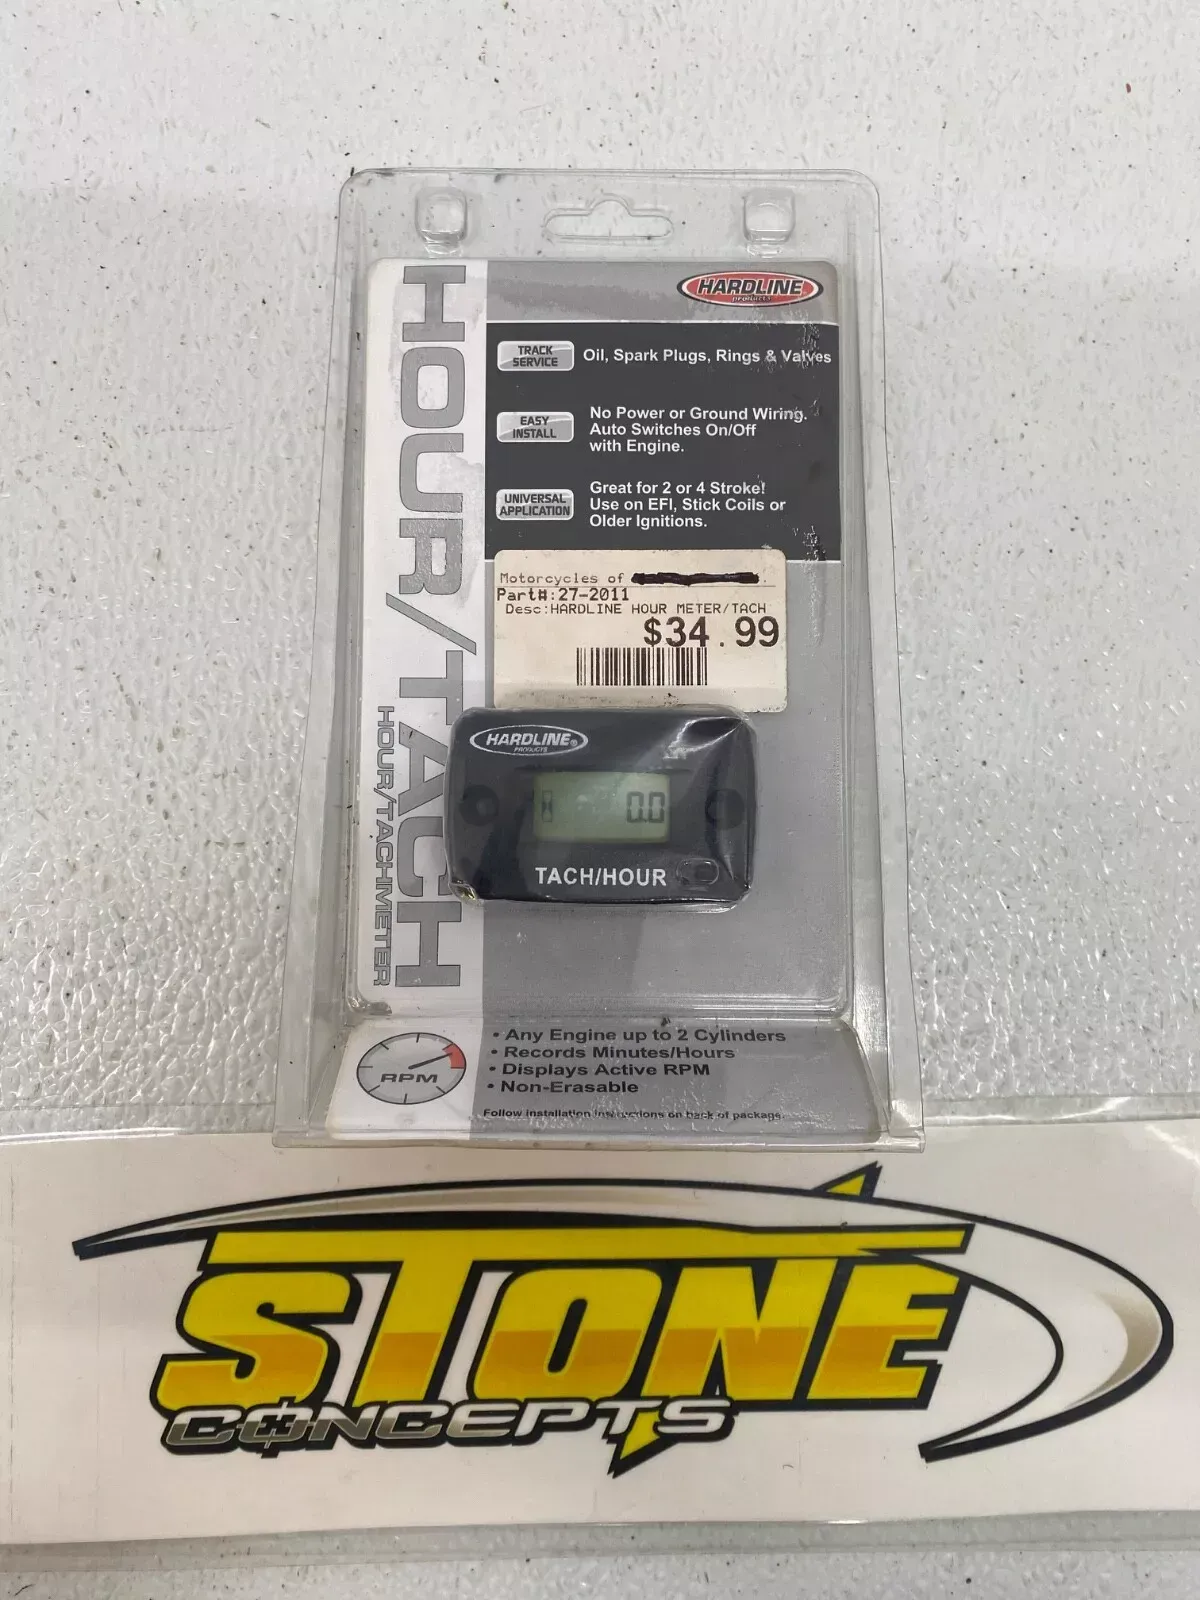 HARDLINE
products
HOUR/TACH
HOUR/TACHMETER
TRACK SERVICE
Oil, Spark Plugs, Rings & Valves
EASY INSTALL
No Power or Ground Wiring.
Auto Switches On/Off
with Engine.
UNIVERSAL APPLICATION
Great for 2 or 4 Stroke!
Use on EFI, Stick Coils or
Older Ignitions.
Motorcycles of
Part#:27-2011
Desc:HARDLINE HOUR METER/TACH
$34.99
HARDLINE®
PRODUCTS
0.0
TACH/HOUR
RPM
• Any Engine up to 2 Cylinders
• Records Minutes/Hours
• Displays Active RPM
• Non-Erasable
Follow installation instructions on back of package.
STONE
CONCEPTS